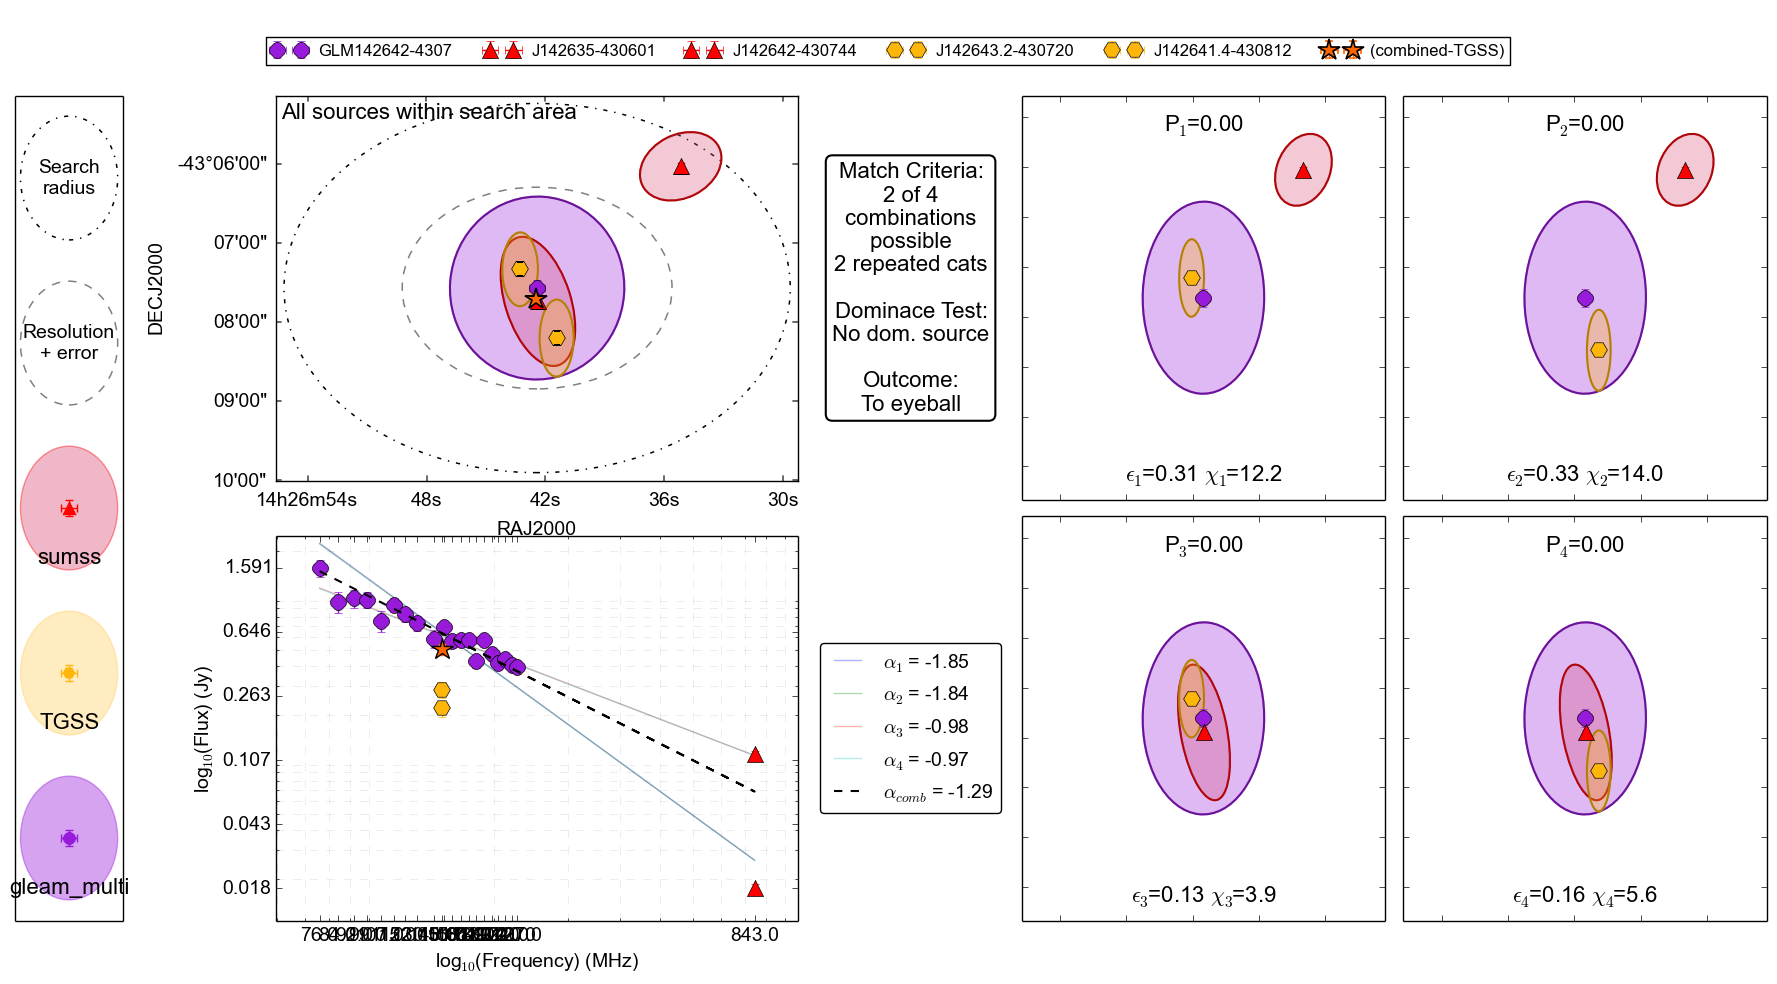 GLM142642-4307
J142635-430601
J142642-430744
J142643.2-430720
J142641.4-430812
(combined-TGSS)
Search
radius
Resolution
+ error
sumss
TGSS
gleam_multi
All sources within search area
DECJ2000
-43°06'00"
07'00"
08'00"
09'00"
10'00"
14h26m54s
48s
42s
36s
30s
RAJ2000
Match Criteria:
2 of 4
combinations
possible
2 repeated cats
Dominace Test:
No dom. source
Outcome:
To eyeball
P1=0.00
ϵ1=0.31 χ1=12.2
P2=0.00
ϵ2=0.33 χ2=14.0
log10(Flux) (Jy)
1.591
0.646
0.263
0.107
0.043
0.018
843.0
log10(Frequency) (MHz)
α1 = -1.85
α2 = -1.84
α3 = -0.98
α4 = -0.97
αcomb = -1.29
P3=0.00
ϵ3=0.13 χ3=3.9
P4=0.00
ϵ4=0.16 χ4=5.6